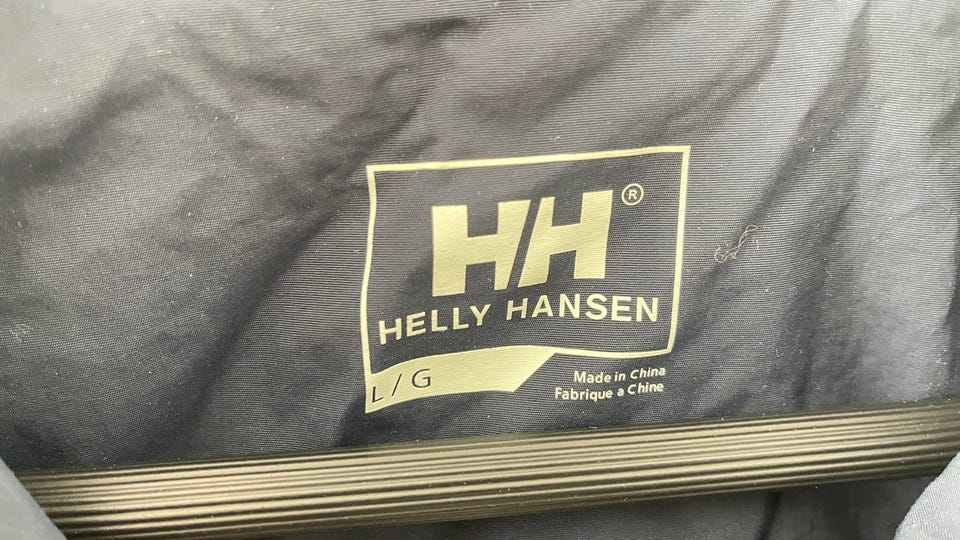 HH®
HELLY HANSEN
L / G
Made in China
Fabrique a Chine